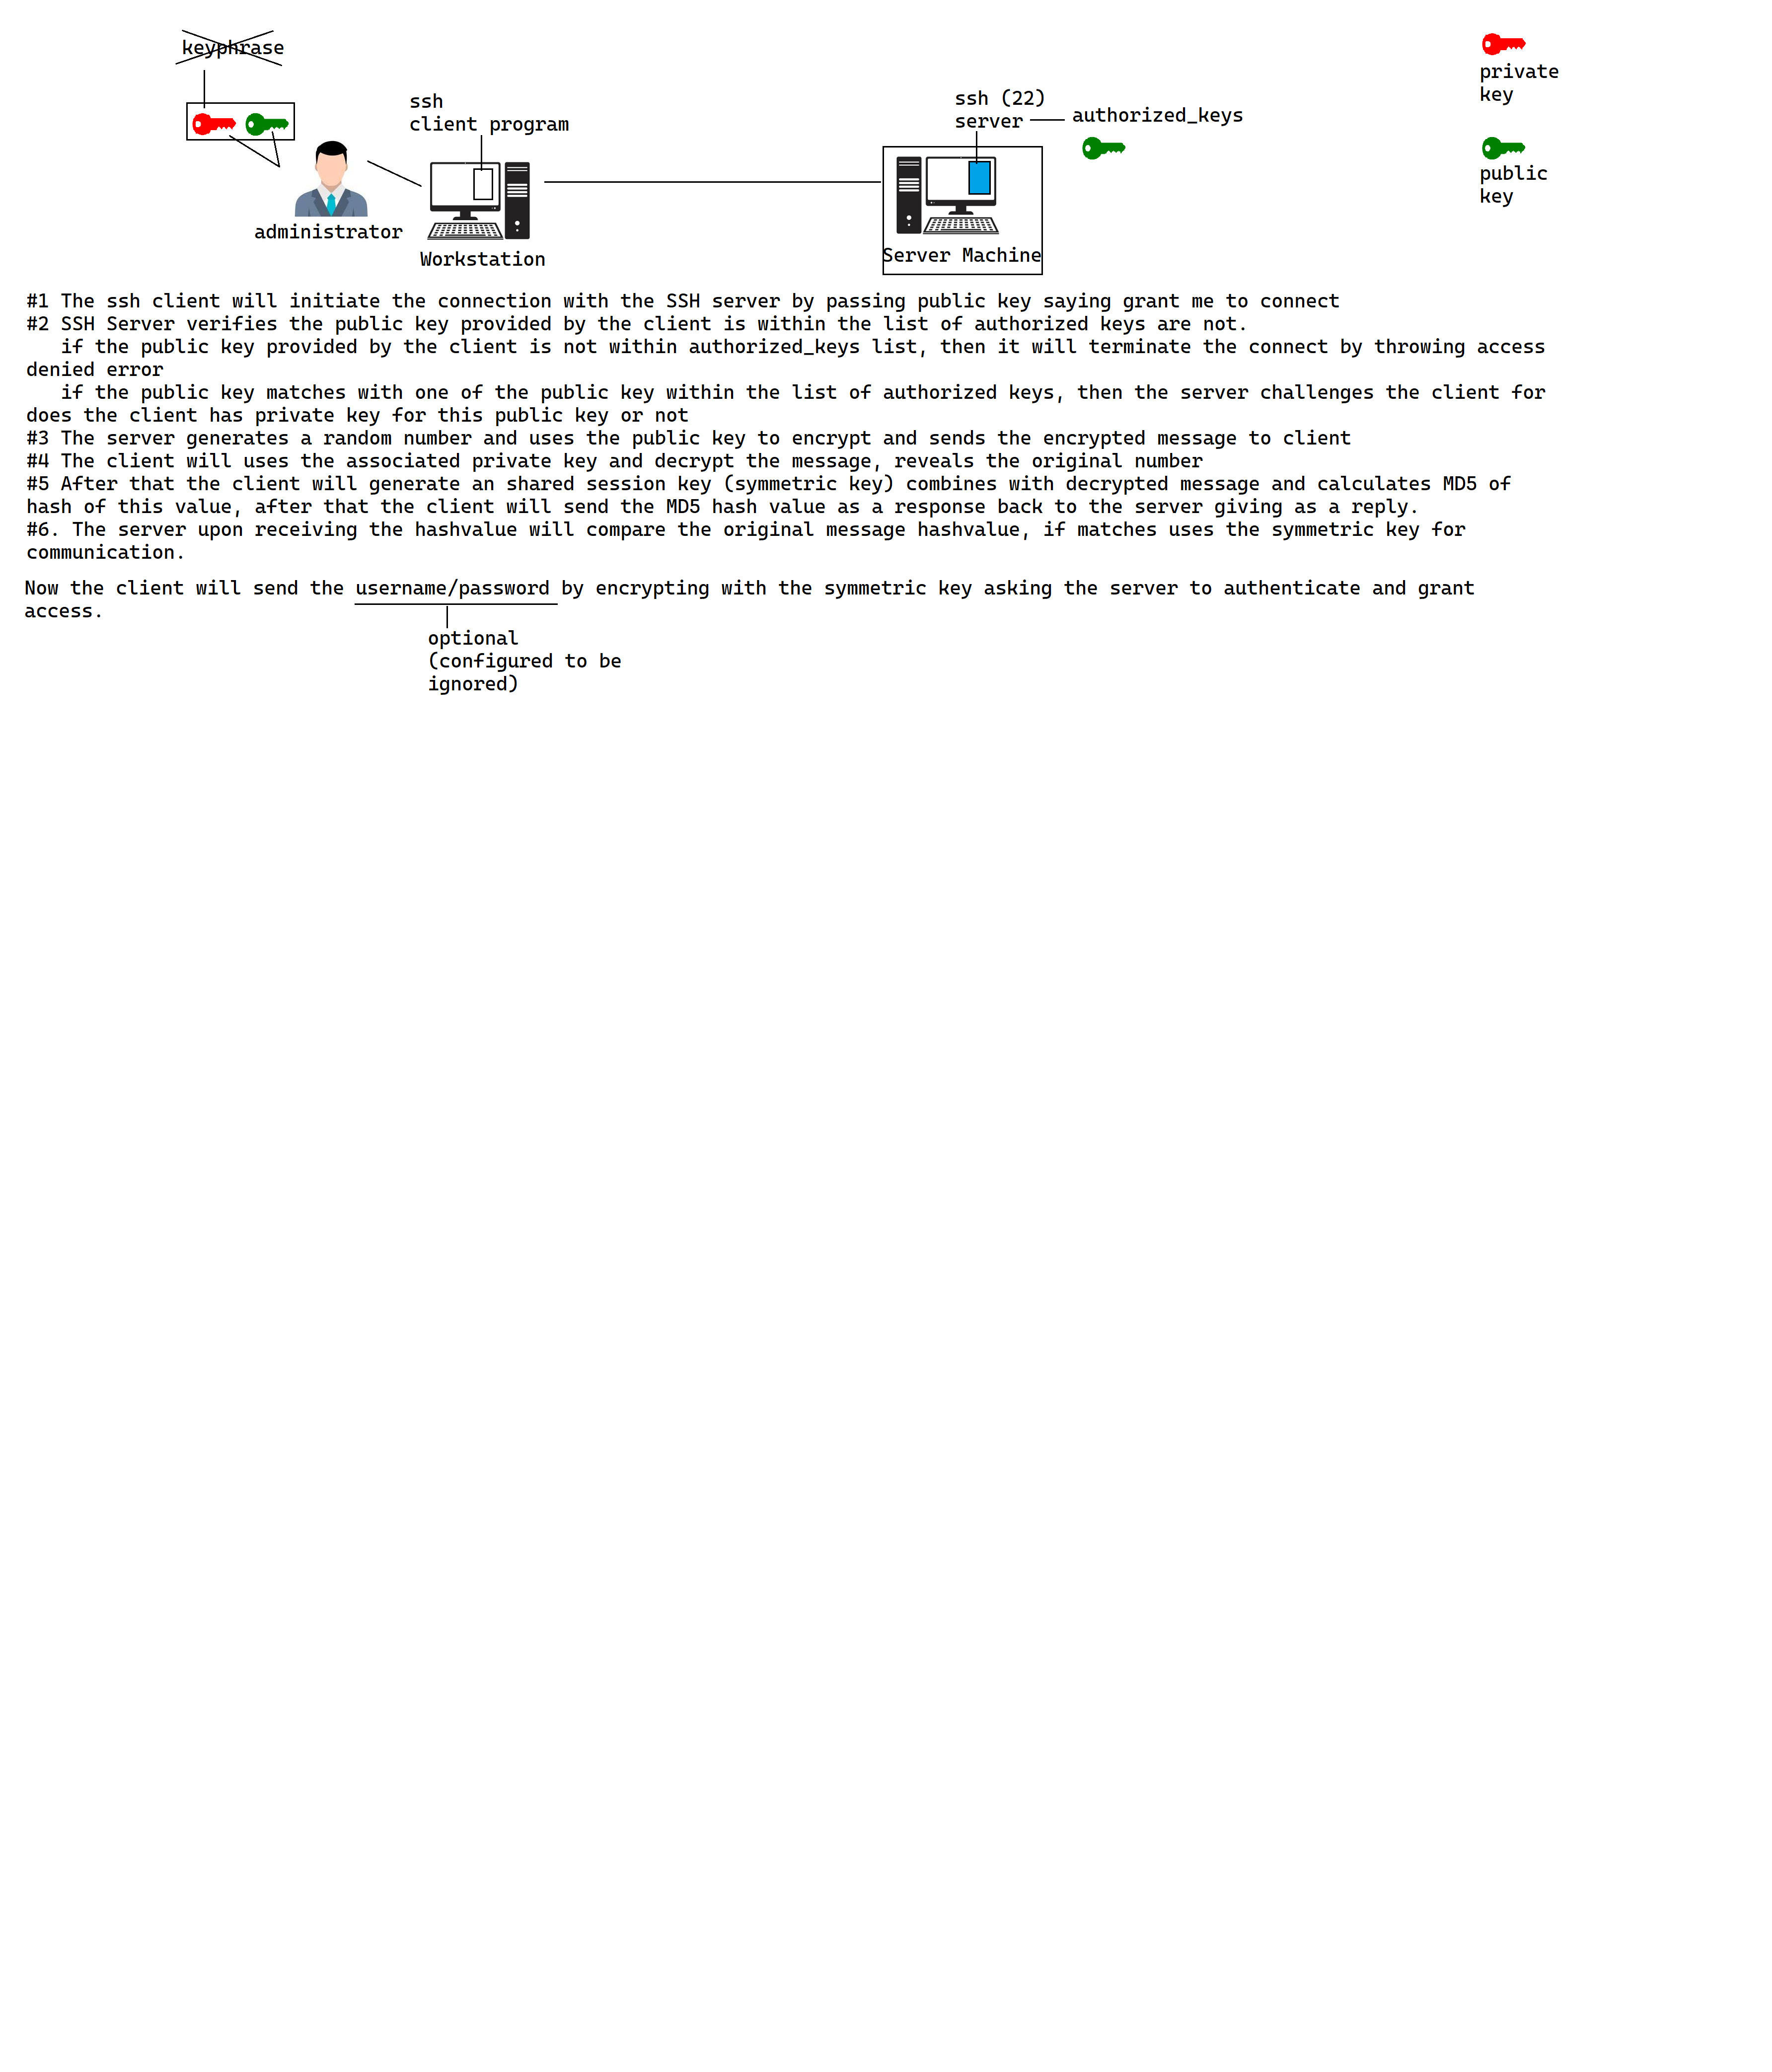 keyphrase
ssh
client program
administrator
Workstation
ssh (22)
server
authorized_keys
Server Machine
private
key
public
key
#1 The ssh client will initiate the connection with the SSH server by passing public key saying grant me to connect
#2 SSH Server verifies the public key provided by the client is within the list of authorized keys are not.
if the public key provided by the client is not within authorized_keys list, then it will terminate the connect by throwing access
denied error
if the public key matches with one of the public key within the list of authorized keys, then the server challenges the client for
does the client has private key for this public key or not
#3 The server generates a random number and uses the public key to encrypt and sends the encrypted message to client
#4 The client will uses the associated private key and decrypt the message, reveals the original number
#5 After that the client will generate an shared session key (symmetric key) combines with decrypted message and calculates MD5 of
hash of this value, after that the client will send the MD5 hash value as a response back to the server giving as a reply.
#6. The server upon receiving the hashvalue will compare the original message hashvalue, if matches uses the symmetric key for
communication.
Now the client will send the username/password by encrypting with the symmetric key asking the server to authenticate and grant
access.
optional
(configured to be
ignored)